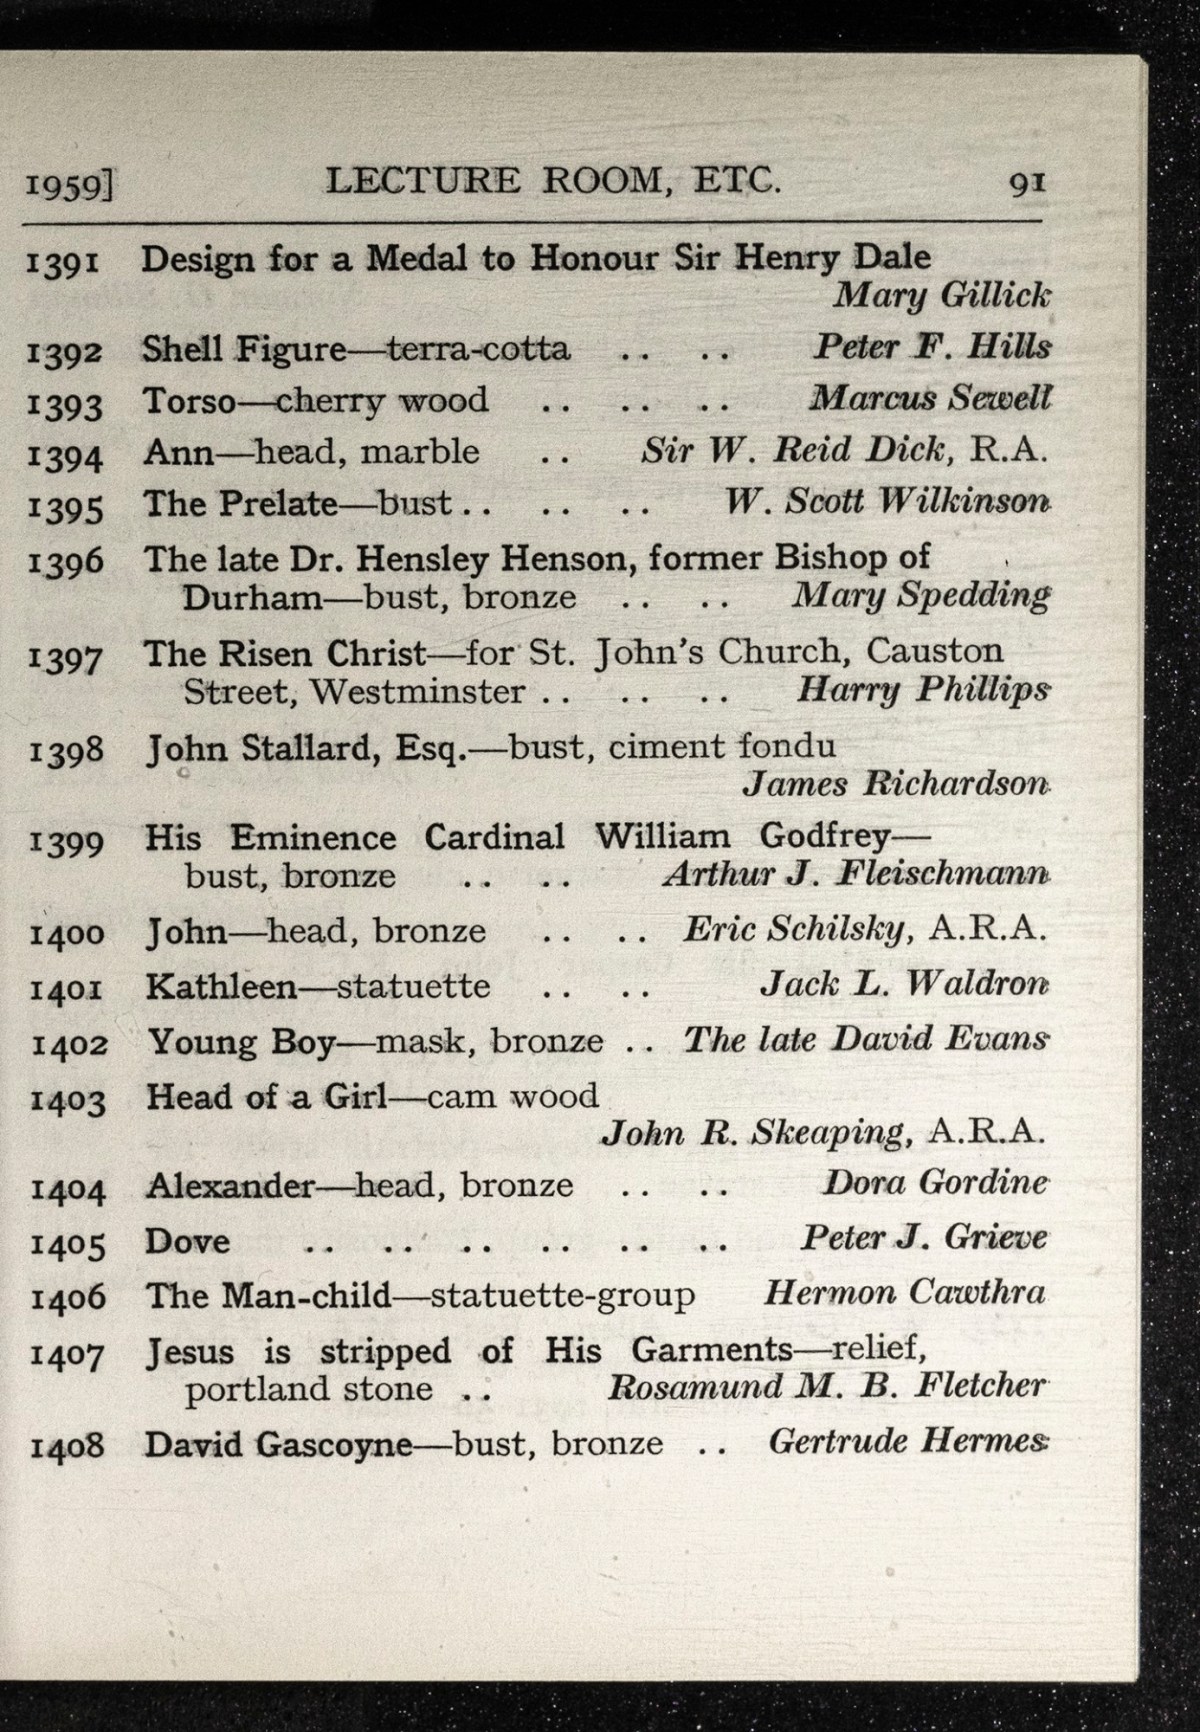 1959] LECTURE ROOM, ETC. 91
1391 Design for a Medal to Honour Sir Henry Dale
Mary Gillick
1392 Shell Figure—terra-cotta .. .. Peter F. Hills
1393 Torso—cherry wood .. .. .. Marcus Sewell
1394 Ann—head, marble .. Sir W. Reid Dick, R.A.
1395 The Prelate—bust .. .. .. W. Scott Wilkinson
1396 The late Dr. Hensley Henson, former Bishop of
Durham—bust, bronze .. .. Mary Spedding
1397 The Risen Christ—for St. John's Church, Causton
Street, Westminster .. .. .. Harry Phillips
1398 John Stallard, Esq.—bust, ciment fondu
James Richardson
1399 His Eminence Cardinal William Godfrey—
bust, bronze .. .. Arthur J. Fleischmann
1400 John—head, bronze .. .. Eric Schilsky, A.R.A.
1401 Kathleen—statuette .. .. Jack L. Waldron
1402 Young Boy—mask, bronze .. The late David Evans
1403 Head of a Girl—cam wood
John R. Skeaping, A.R.A.
1404 Alexander—head, bronze .. .. Dora Gordine
1405 Dove .. .. .. .. .. .. Peter J. Grieve
1406 The Man-child—statuette-group Hermon Cawthra
1407 Jesus is stripped of His Garments—relief,
portland stone .. Rosamund M. B. Fletcher
1408 David Gascoyne—bust, bronze .. Gertrude Hermes